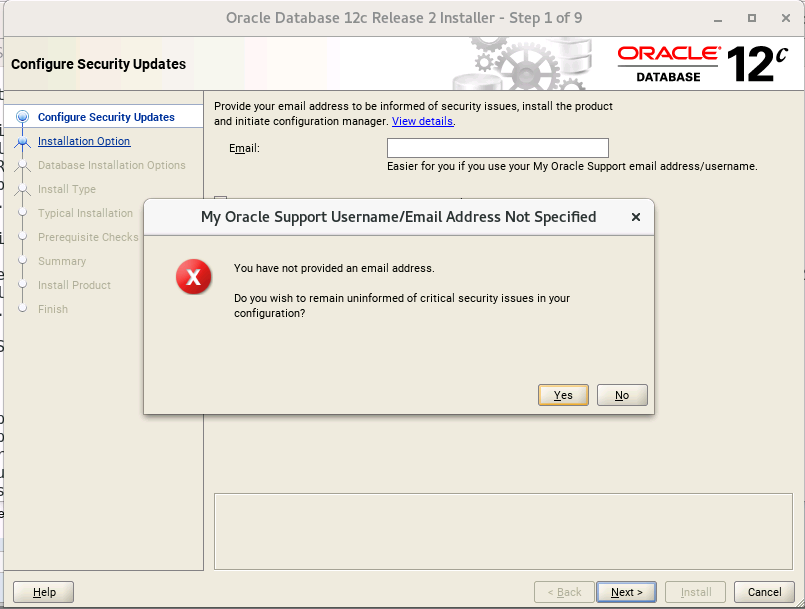 Oracle Database 12c Release 2 Installer - Step 1 of 9
Configure Security Updates
ORACLE
DATABASE
12c
Configure Security Updates
Installation Option
Database Installation Options
Install Type
Typical Installation
Prerequisite Checks
Summary
Install Product
Finish
Provide your email address to be informed of security issues, install the product
and initiate configuration manager. View details.
Email:
Easier for you if you use your My Oracle Support email address/username.
My Oracle Support Username/Email Address Not Specified
You have not provided an email address.
Do you wish to remain uninformed of critical security issues in your
configuration?
Yes
No
Help
< Back
Next >
Install
Cancel